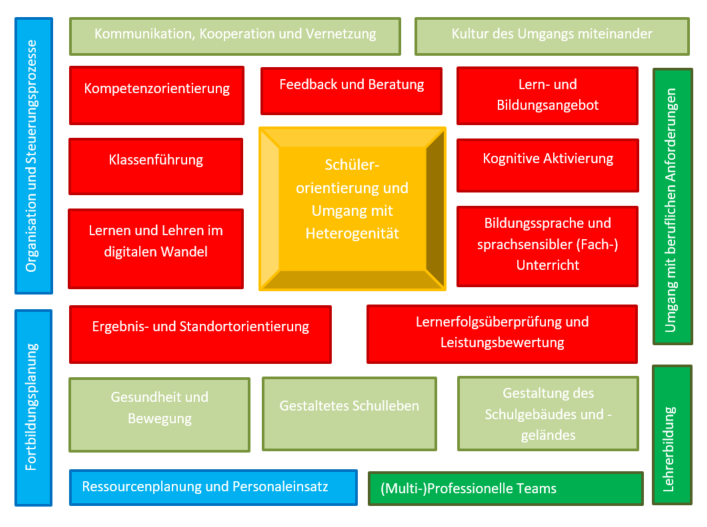 Kommunikation, Kooperation und Vernetzung
Kultur des Umgangs miteinander
Organisation und Steuerungsprozesse
Kompetenzorientierung
Feedback und Beratung
Lern- und
Bildungsangebot
Klassenführung
Schüler-
orientierung und
Umgang mit
Heterogenität
Kognitive Aktivierung
Lernen und Lehren im
digitalen Wandel
Bildungssprache und
sprachsensibler (Fach-)
Unterricht
Umgang mit beruflichen Anforderungen
Ergebnis- und Standortorientierung
Lernerfolgsüberprüfung und
Leistungsbewertung
Fortbildungsplanung
Gesundheit und
Bewegung
Gestaltetes Schulleben
Gestaltung des
Schulgebäudes und -
geländes
Lehrerbildung
Ressourcenplanung und Personaleinsatz
(Multi-)Professionelle Teams